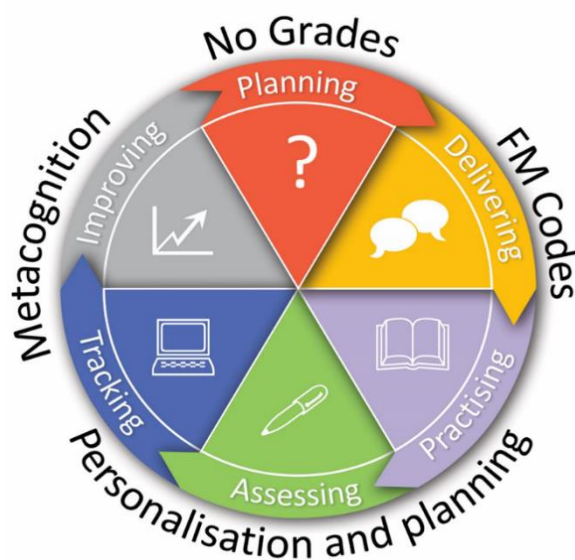 No Grades
Planning
FM Codes
Delivering
Practising
Personalisation and planning
Assessing
Tracking
Metacognition
Improving
?